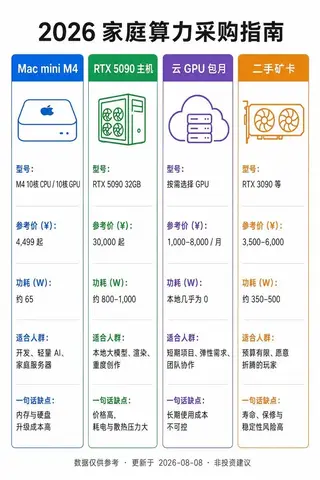 2026 家庭算力采购指南
Mac mini M4
型号：
M4 10核 CPU / 10核 GPU
参考价 (¥)：
4,499 起
功耗 (W)：
约 65
适合人群：
开发、轻量 AI、
家庭服务器
一句话缺点：
内存与硬盘
升级成本高
RTX 5090 主机
型号：
RTX 5090 32GB
参考价 (¥)：
30,000 起
功耗 (W)：
约 800–1,000
适合人群：
本地大模型、渲染、
重度创作
一句话缺点：
价格高，
耗电与散热压力大
云 GPU 包月
型号：
按需选择 GPU
参考价 (¥)：
1,000–8,000 / 月
功耗 (W)：
本地几乎为 0
适合人群：
短期项目、弹性需求、
团队协作
一句话缺点：
长期使用成本
不可控
二手矿卡
型号：
RTX 3090 等
参考价 (¥)：
3,500–6,000
功耗 (W)：
约 350–500
适合人群：
预算有限、愿意
折腾的玩家
一句话缺点：
寿命、保修与
稳定性风险高
数据仅供参考 · 更新于 2026-08-08 · 非投资建议